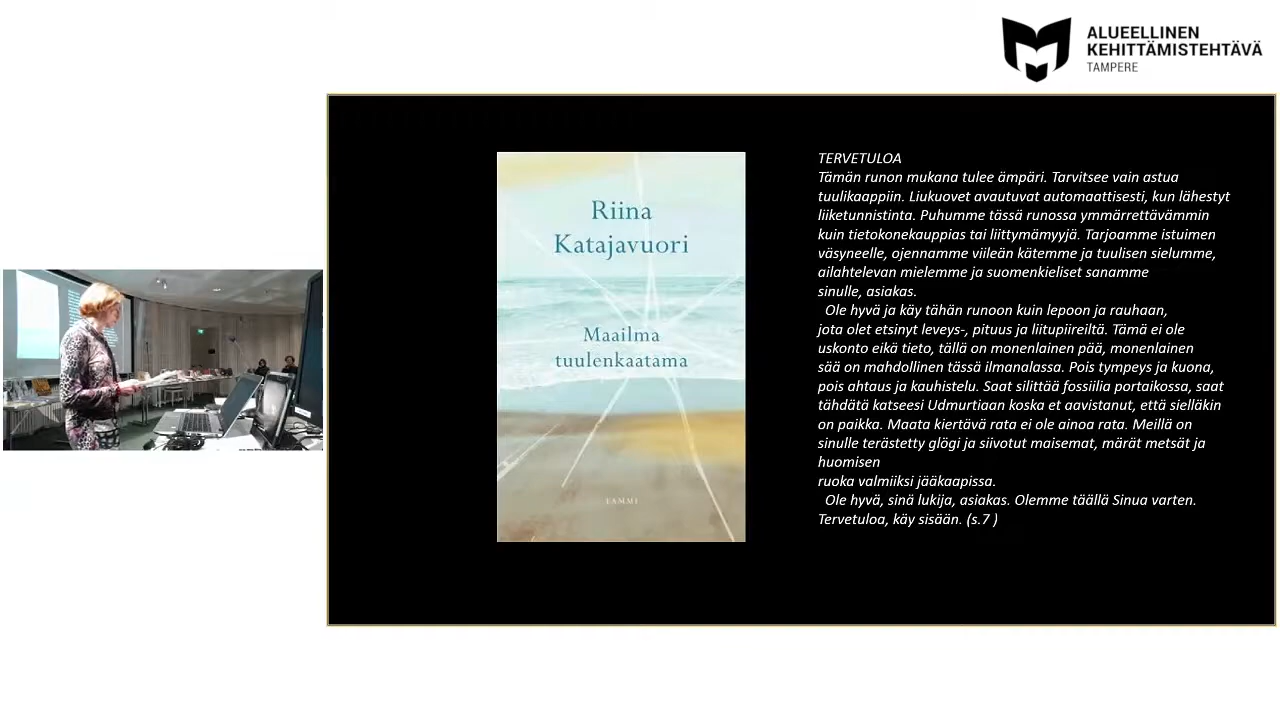 ALUEELLINEN
KEHITTÄMISTEHTÄVÄ
TAMPERE
Riina
Katajavuori
Maailma
tuulenkaatama
TAMMI
TERVETULOA
Tämän runon mukana tulee ämpäri. Tarvitsee vain astua
tuulikaappiin. Liukuovet avautuvat automaattisesti, kun lähestyt
liiketunnistinta. Puhumme tässä runossa ymmärrettävämmin
kuin tietokonekauppias tai liittymämyyjä. Tarjoamme istuimen
väsyneelle, ojennamme viileän kätemme ja tuulisen sielumme,
ailahtelevan mielemme ja suomenkieliset sanamme
sinulle, asiakas.
Ole hyvä ja käy tähän runoon kuin lepoon ja rauhaan,
jota olet etsinyt leveys-, pituus ja liitupiireiltä. Tämä ei ole
uskonto eikä tieto, tällä on monenlainen pää, monenlainen
sää on mahdollinen tässä ilmanalassa. Pois tympeys ja kuona,
pois ahtaus ja kauhistelu. Saat silittää fossiilia portaikossa, saat
tähdätä katseesi Udmurtiaan koska et aavistanut, että sielläkin
on paikka. Maata kiertävä rata ei ole ainoa rata. Meillä on
sinulle terästetty glögi ja siivotut maisemat, märät metsät ja
huomisen
ruoka valmiiksi jääkaapissa.
Ole hyvä, sinä lukija, asiakas. Olemme täällä Sinua varten.
Tervetuloa, käy sisään. (s.7 )